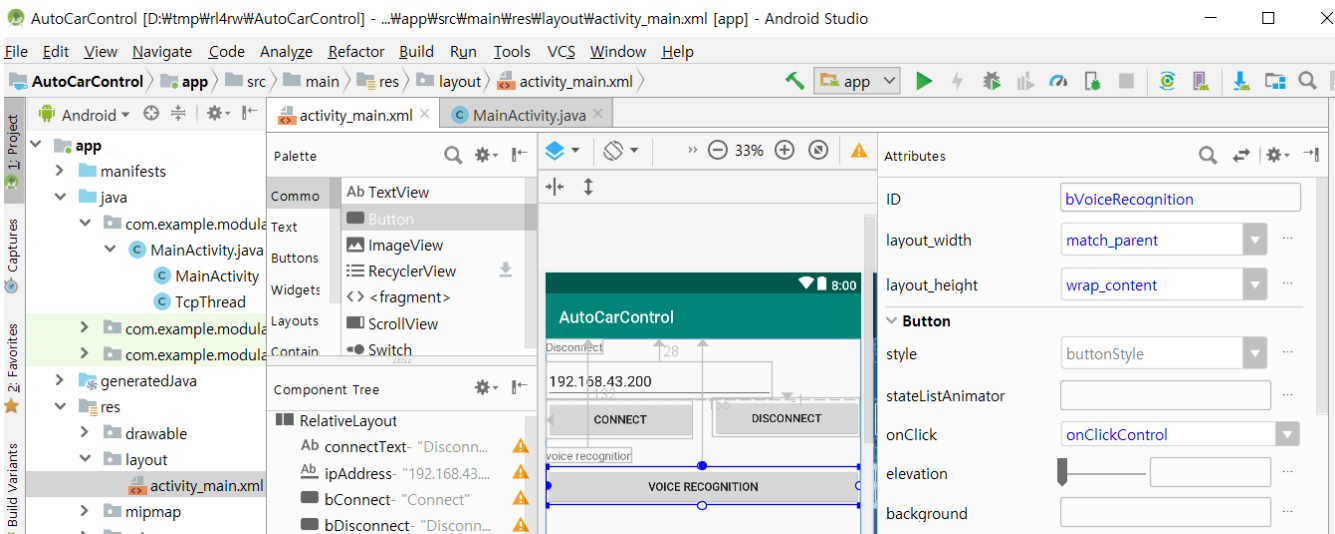 AutoCarControl [D:₩tmp₩rl4rw₩AutoCarControl] - ...₩app₩src₩main₩res₩layout₩activity_main.xml [app] - Android Studio
File Edit View Navigate Code Analyze Refactor Build Run Tools VCS Window Help
AutoCarControl app src main res layout activity_main.xml app
1: Project
Captures
2: Favorites
Build Variants
Android
app
manifests
java
com.example.modula
MainActivity.java
MainActivity
TcpThread
com.example.modula
com.example.modula
generatedJava
res
drawable
layout
activity_main.xml
mipmap
activity_main.xml
MainActivity.java
Palette
Commo
Text
Buttons
Widgets
Layouts
Contain
Ab TextView
Button
ImageView
RecyclerView
<> <fragment>
ScrollView
Switch
Component Tree
RelativeLayout
Ab connectText- "Disconn...
Ab ipAddress- "192.168.43....
bConnect- "Connect"
bDisconnect- "Disconn...
33%
8:00
AutoCarControl
Disconnect
28
192.168.43.200
132
155
CONNECT
DISCONNECT
voice recognition
VOICE RECOGNITION
Attributes
ID bVoiceRecognition
layout_width match_parent ...
layout_height wrap_content ...
Button
style buttonStyle ...
stateListAnimator ...
onClick onClickControl
elevation ...
background ...